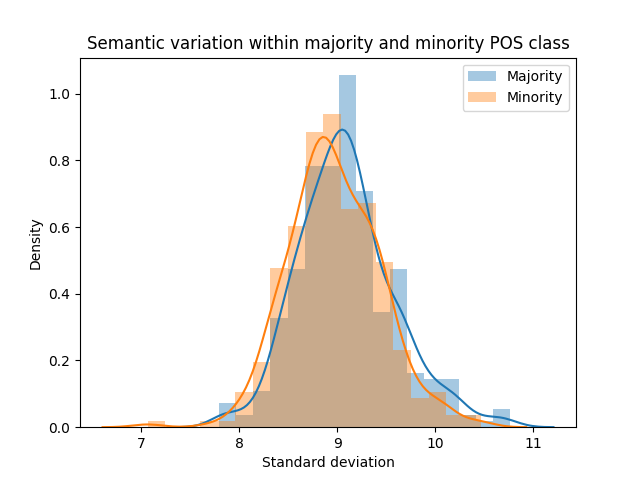 Semantic variation within majority and minority POS class
Majority
Minority
1.0
0.8
0.6
0.4
0.2
0.0
Density
7 8 9 10 11
Standard deviation